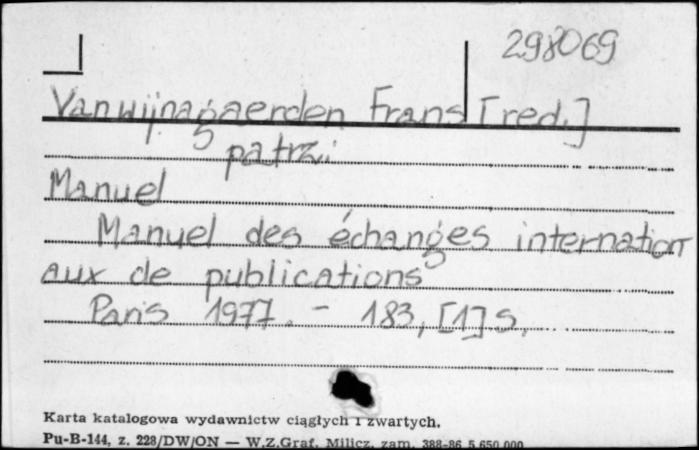 298069
Vanwijnagaerden Frans [red.]
patrz:
Manuel
Manuel des échanges internation
aux de publications
Paris 1977. - 183, [1] s.
Karta katalogowa wydawnictw ciągłych i zwartych.
Pu-B-144, z. 228/DW/ON — W.Z.Graf. Milicz, zam. 388-86 5.650.000